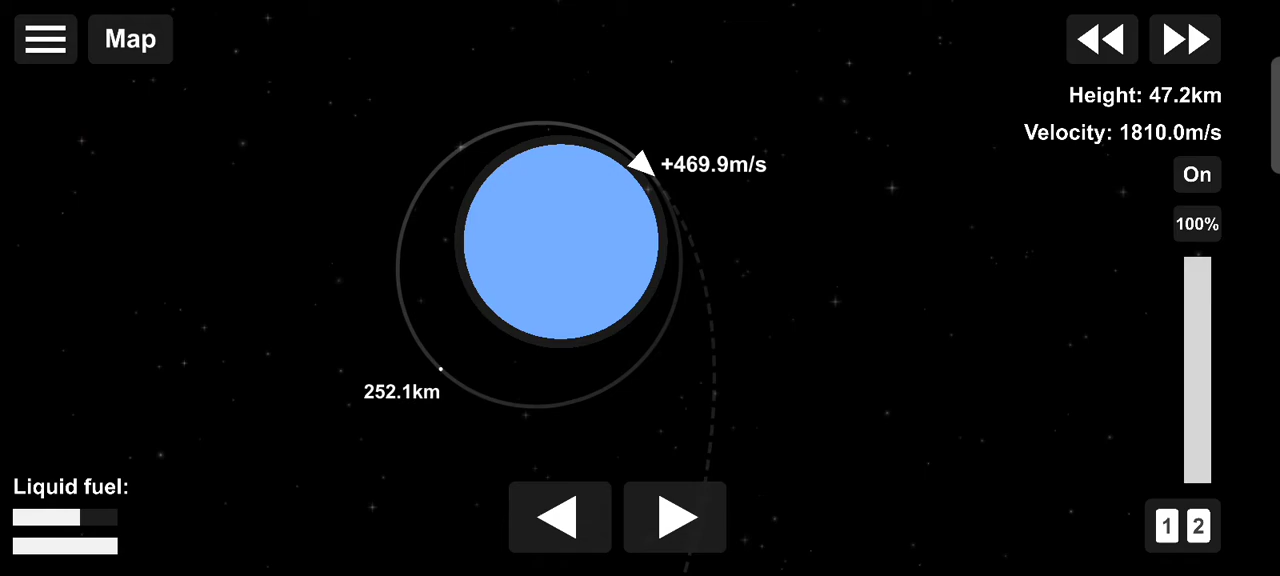 Map
Height: 47.2km
Velocity: 1810.0m/s
+469.9m/s
On
100%
252.1km
Liquid fuel:
1 2